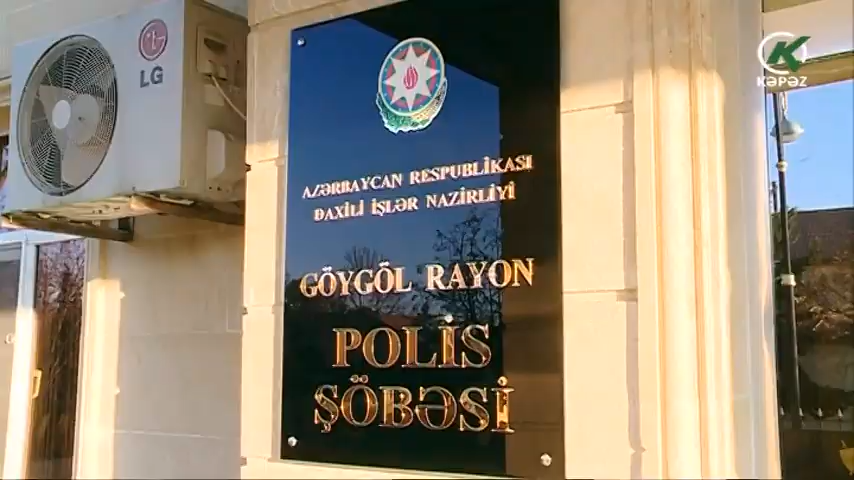 LG
KƏPƏZ
AZƏRBAYCAN RESPUBLİKASI
DAXİLİ İŞLƏR NAZİRLİYİ
GÖYGÖL RAYON
POLİS
ŞÖBƏSİ